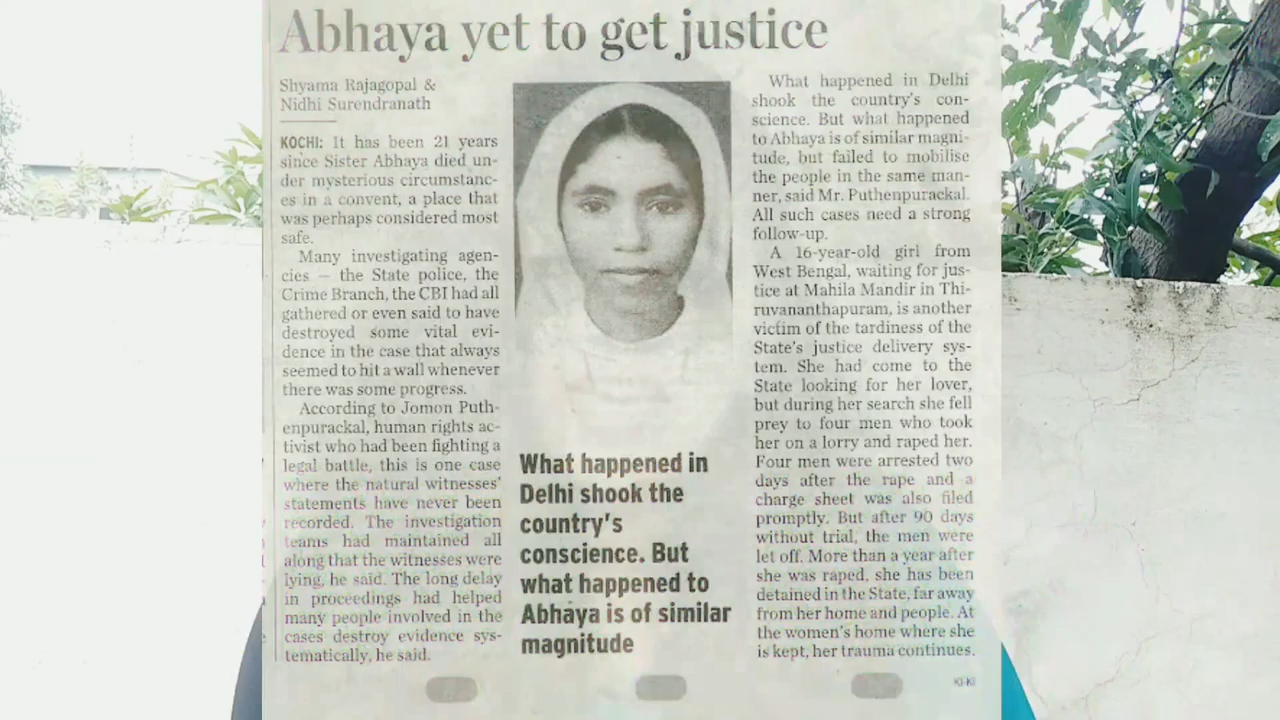 Abhaya yet to get justice
Shyama Rajagopal &
Nidhi Surendranath
KOCHI: It has been 21 years
since Sister Abhaya died un-
der mysterious circumstanc-
es in a convent, a place that
was perhaps considered most
safe.
Many investigating agen-
cies — the State police, the
Crime Branch, the CBI had all
gathered or even said to have
destroyed some vital evi-
dence in the case that always
seemed to hit a wall whenever
there was some progress.
According to Jomon Puth-
enpurackal, human rights ac-
tivist who had been fighting a
legal battle, this is one case
where the natural witnesses'
statements have never been
recorded. The investigation
teams had maintained all
along that the witnesses were
lying, he said. The long delay
in proceedings had helped
many people involved in the
cases destroy evidence sys-
tematically, he said.
What happened in
Delhi shook the
country's
conscience. But
what happened to
Abhaya is of similar
magnitude
What happened in Delhi
shook the country's con-
science. But what happened
to Abhaya is of similar magni-
tude, but failed to mobilise
the people in the same man-
ner, said Mr. Puthenpurackal.
All such cases need a strong
follow-up.
A 16-year-old girl from
West Bengal, waiting for jus-
tice at Mahila Mandir in Thi-
ruvananthapuram, is another
victim of the tardiness of the
State's justice delivery sys-
tem. She had come to the
State looking for her lover,
but during her search she fell
prey to four men who took
her on a lorry and raped her.
Four men were arrested two
days after the rape and a
charge sheet was also filed
promptly. But after 90 days
without trial, the men were
let off. More than a year after
she was raped, she has been
detained in the State, far away
from her home and people. At
the women's home where she
is kept, her trauma continues.
KI-KI